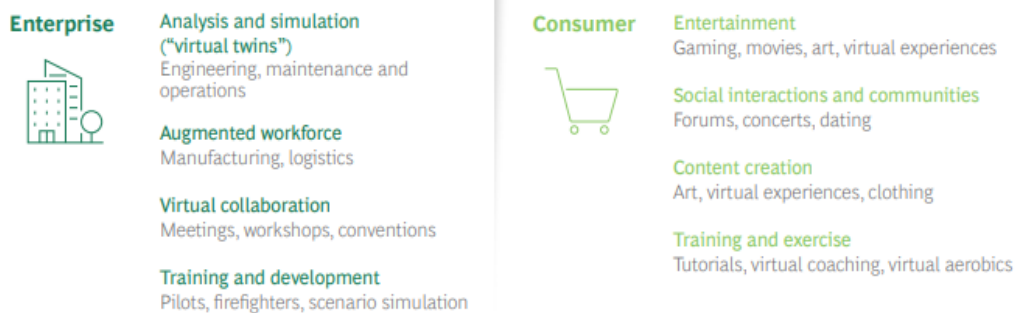 Enterprise
Analysis and simulation
(“virtual twins”)
Engineering, maintenance and
operations
Augmented workforce
Manufacturing, logistics
Virtual collaboration
Meetings, workshops, conventions
Training and development
Pilots, firefighters, scenario simulation
Consumer
Entertainment
Gaming, movies, art, virtual experiences
Social interactions and communities
Forums, concerts, dating
Content creation
Art, virtual experiences, clothing
Training and exercise
Tutorials, virtual coaching, virtual aerobics